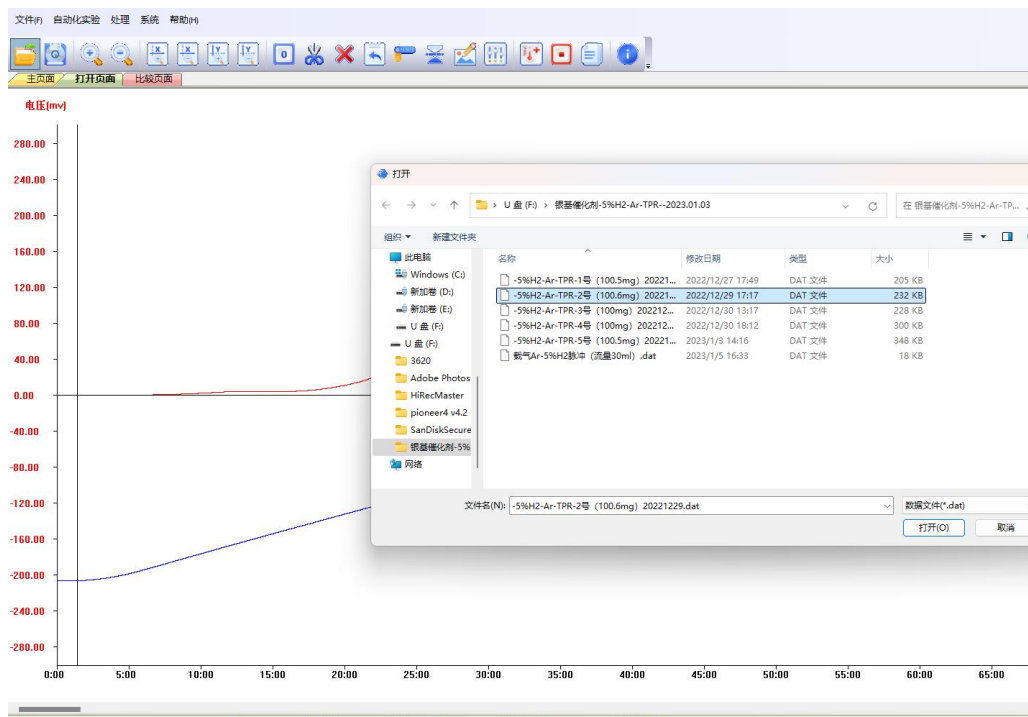 文件(F) 自动化实验 处理 系统 帮助(H)
主页面 打开页面 比较页面
电压(mv)
280.00
240.00
200.00
160.00
120.00
80.00
40.00
0.00
-40.00
-80.00
-120.00
-160.00
-200.00
-240.00
-280.00
0:00 5:00 10:00 15:00 20:00 25:00 30:00 35:00 40:00 45:00 50:00 55:00 60:00 65:00
打开
U 盘 (F:) › 银基催化剂-5%H2-Ar-TPR--2023.01.03
在 银基催化剂-5%H2-Ar-TP...
组织 新建文件夹
此电脑
Windows (C:)
新加卷 (D:)
新加卷 (E:)
U 盘 (F:)
U 盘 (F:)
3620
Adobe Photos
HiRecMaster
pioneer4 v4.2
SanDiskSecure
银基催化剂-5%
网络
名称 修改日期 类型 大小
-5%H2-Ar-TPR-1号（100.5mg）20221... 2022/12/27 17:49 DAT 文件 205 KB
-5%H2-Ar-TPR-2号（100.6mg）20221... 2022/12/29 17:17 DAT 文件 232 KB
-5%H2-Ar-TPR-3号（100mg）202212... 2022/12/30 13:17 DAT 文件 228 KB
-5%H2-Ar-TPR-4号（100mg）202212... 2022/12/30 18:12 DAT 文件 300 KB
-5%H2-Ar-TPR-5号（100.5mg）20221... 2023/1/3 14:16 DAT 文件 348 KB
载气Ar-5%H2脉冲（流量30ml）.dat 2023/1/5 16:33 DAT 文件 18 KB
文件名(N): -5%H2-Ar-TPR-2号（100.6mg）20221229.dat 数据文件(*.dat)
打开(O) 取消